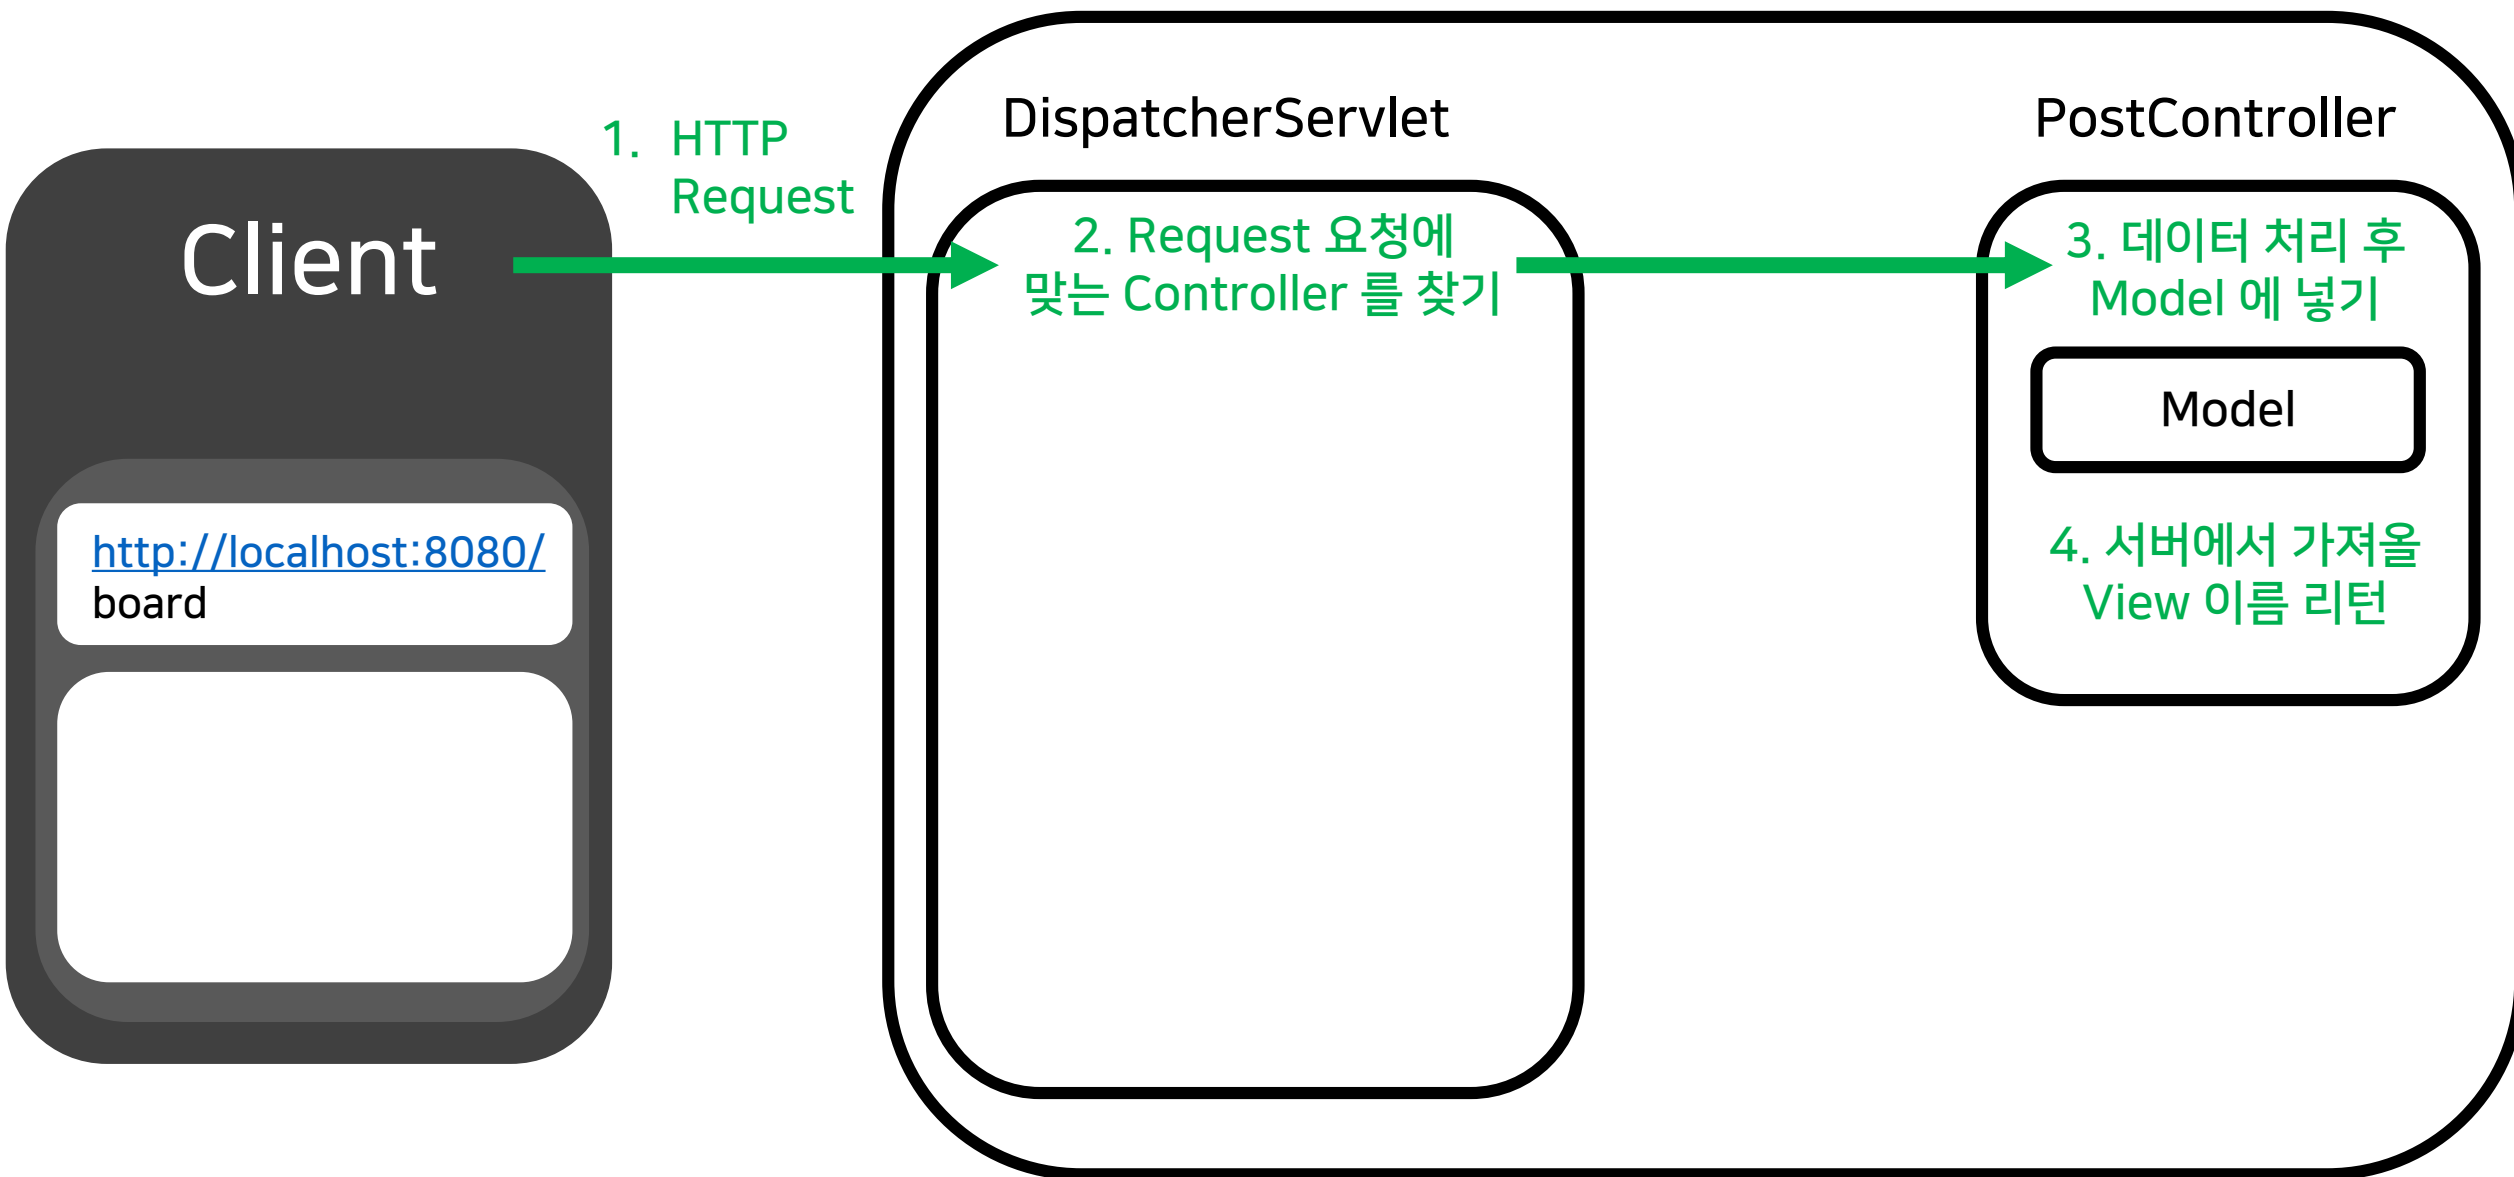 Client
http://localhost:8080/
board
1. HTTP
Request
DispatcherServlet
2. Request 요청에
맞는 Controller 를 찾기
PostController
3. 데이터 처리 후
Model 에 넣기
Model
4. 서버에서 가져올
View 이름 리턴